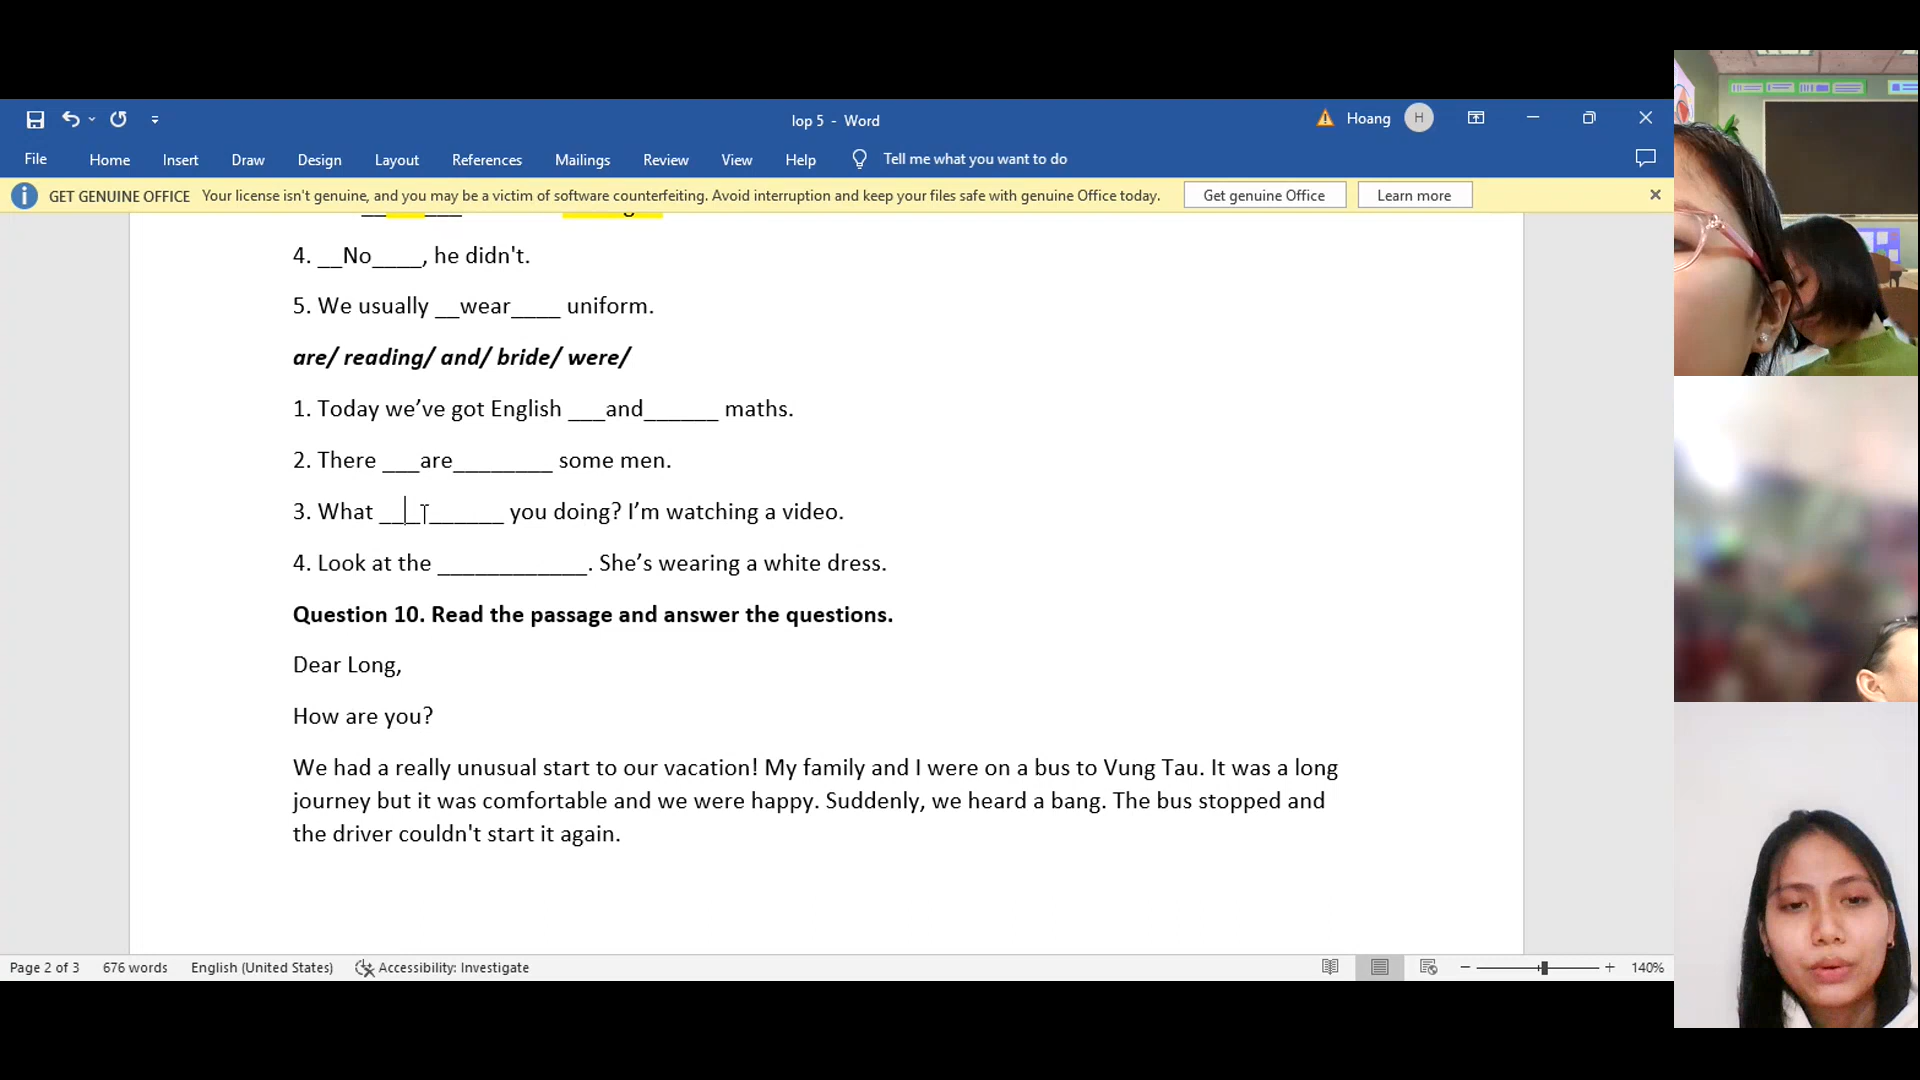 lop 5 - Word
Hoang
H
File
Home
Insert
Draw
Design
Layout
References
Mailings
Review
View
Help
Tell me what you want to do
GET GENUINE OFFICE Your license isn't genuine, and you may be a victim of software counterfeiting. Avoid interruption and keep your files safe with genuine Office today.
Get genuine Office
Learn more
4. __No____, he didn't.
5. We usually __wear____ uniform.
are/ reading/ and/ bride/ were/
1. Today we’ve got English ___and______ maths.
2. There ___are________ some men.
3. What __________ you doing? I’m watching a video.
4. Look at the ____________. She’s wearing a white dress.
Question 10. Read the passage and answer the questions.
Dear Long,
How are you?
We had a really unusual start to our vacation! My family and I were on a bus to Vung Tau. It was a long
journey but it was comfortable and we were happy. Suddenly, we heard a bang. The bus stopped and
the driver couldn't start it again.
Page 2 of 3
676 words
English (United States)
Accessibility: Investigate
140%